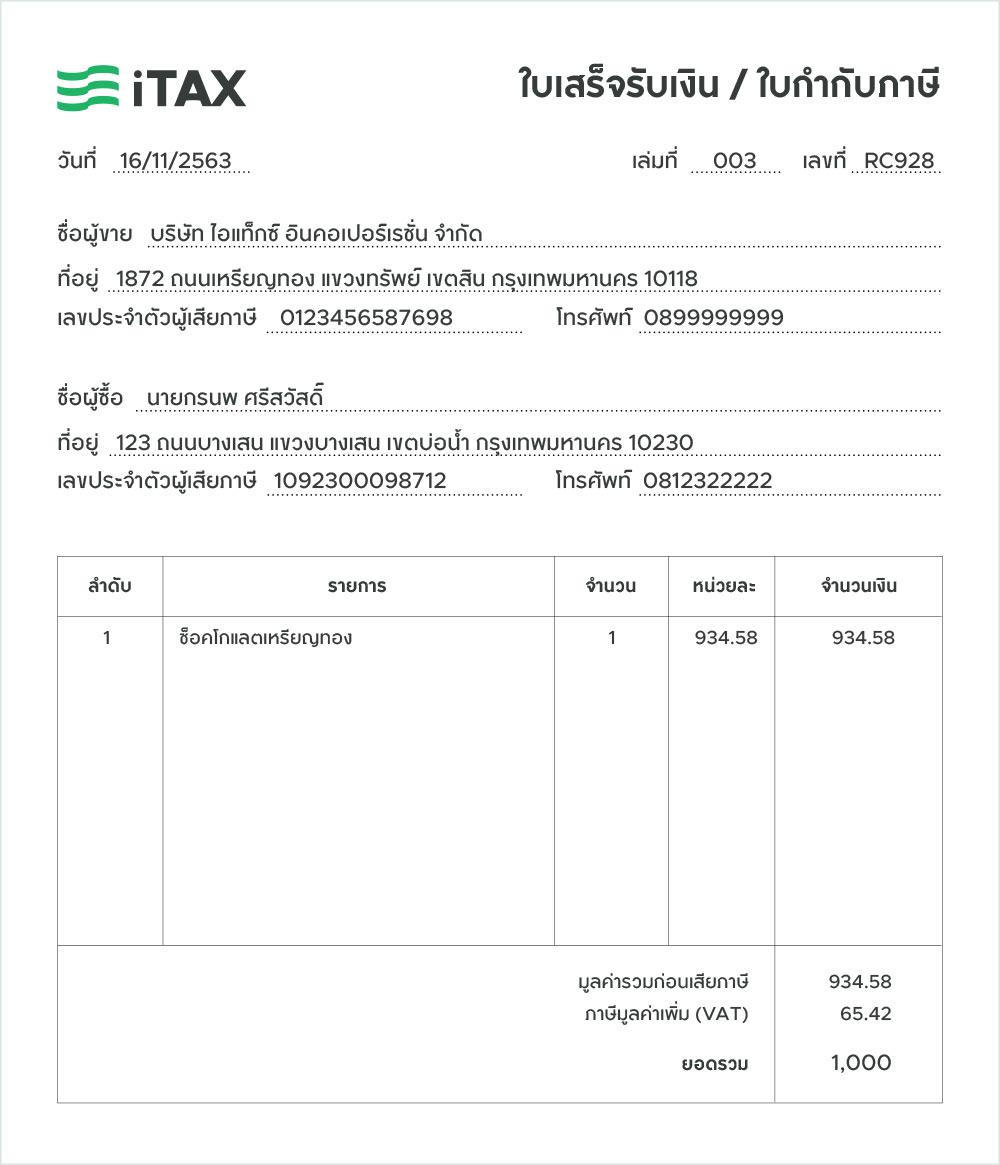 iTAX
ใบเสร็จรับเงิน / ใบกำกับภาษี
วันที่ 16/11/2563 เล่มที่ 003 เลขที่ RC928
ชื่อผู้ขาย บริษัท ไอแท็กซ์ อินคอเปอร์เรชั่น จำกัด
ที่อยู่ 1872 ถนนเหรียญทอง แขวงทรัพย์ เขตสิน กรุงเทพมหานคร 10118
เลขประจำตัวผู้เสียภาษี 0123456587698 โทรศัพท์ 0899999999
ชื่อผู้ซื้อ นายกรนพ ศรีสวัสดิ์
ที่อยู่ 123 ถนนบางเสน แขวงบางเสน เขตบ่อน้ำ กรุงเทพมหานคร 10230
เลขประจำตัวผู้เสียภาษี 1092300098712 โทรศัพท์ 0812322222
ลำดับ รายการ จำนวน หน่วยละ จำนวนเงิน
1 ช็อคโกแลตเหรียญทอง 1 934.58 934.58
มูลค่ารวมก่อนเสียภาษี 934.58
ภาษีมูลค่าเพิ่ม (VAT) 65.42
ยอดรวม 1,000